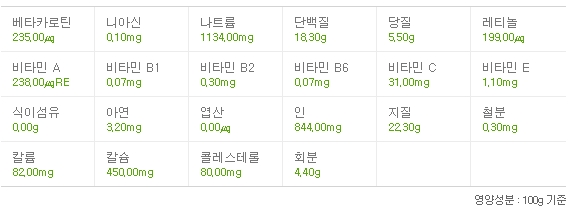 베타카로틴 니아신 나트륨 단백질 당질 레티놀
235,00㎍ 0,10mg 1134,00mg 18,30g 5,50g 199,00㎍
비타민 A 비타민 B1 비타민 B2 비타민 B6 비타민 C 비타민 E
238,00㎍RE 0,07mg 0,30mg 0,07mg 31,00mg 1,10mg
식이섬유 아연 엽산 인 지질 철분
0,00g 3,20mg 0,00㎍ 844,00mg 22,30g 0,30mg
칼륨 칼슘 콜레스테롤 회분
82,00mg 450,00mg 80,00mg 4,40g
영양성분 : 100g 기준